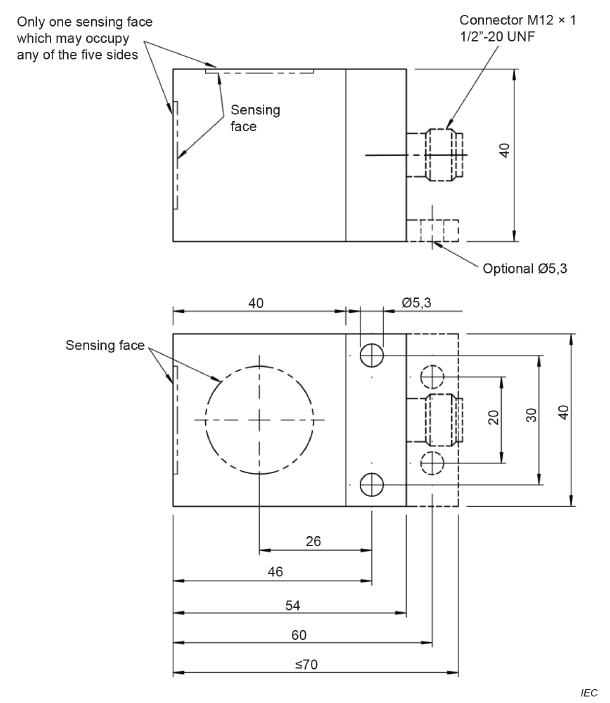 Only one sensing face
which may occupy
any of the five sides
Connector M12 × 1
1/2”-20 UNF
Sensing
face
40
Optional Ø5,3
40
Ø5,3
Sensing face
20
30
40
26
46
54
60
≤70
IEC